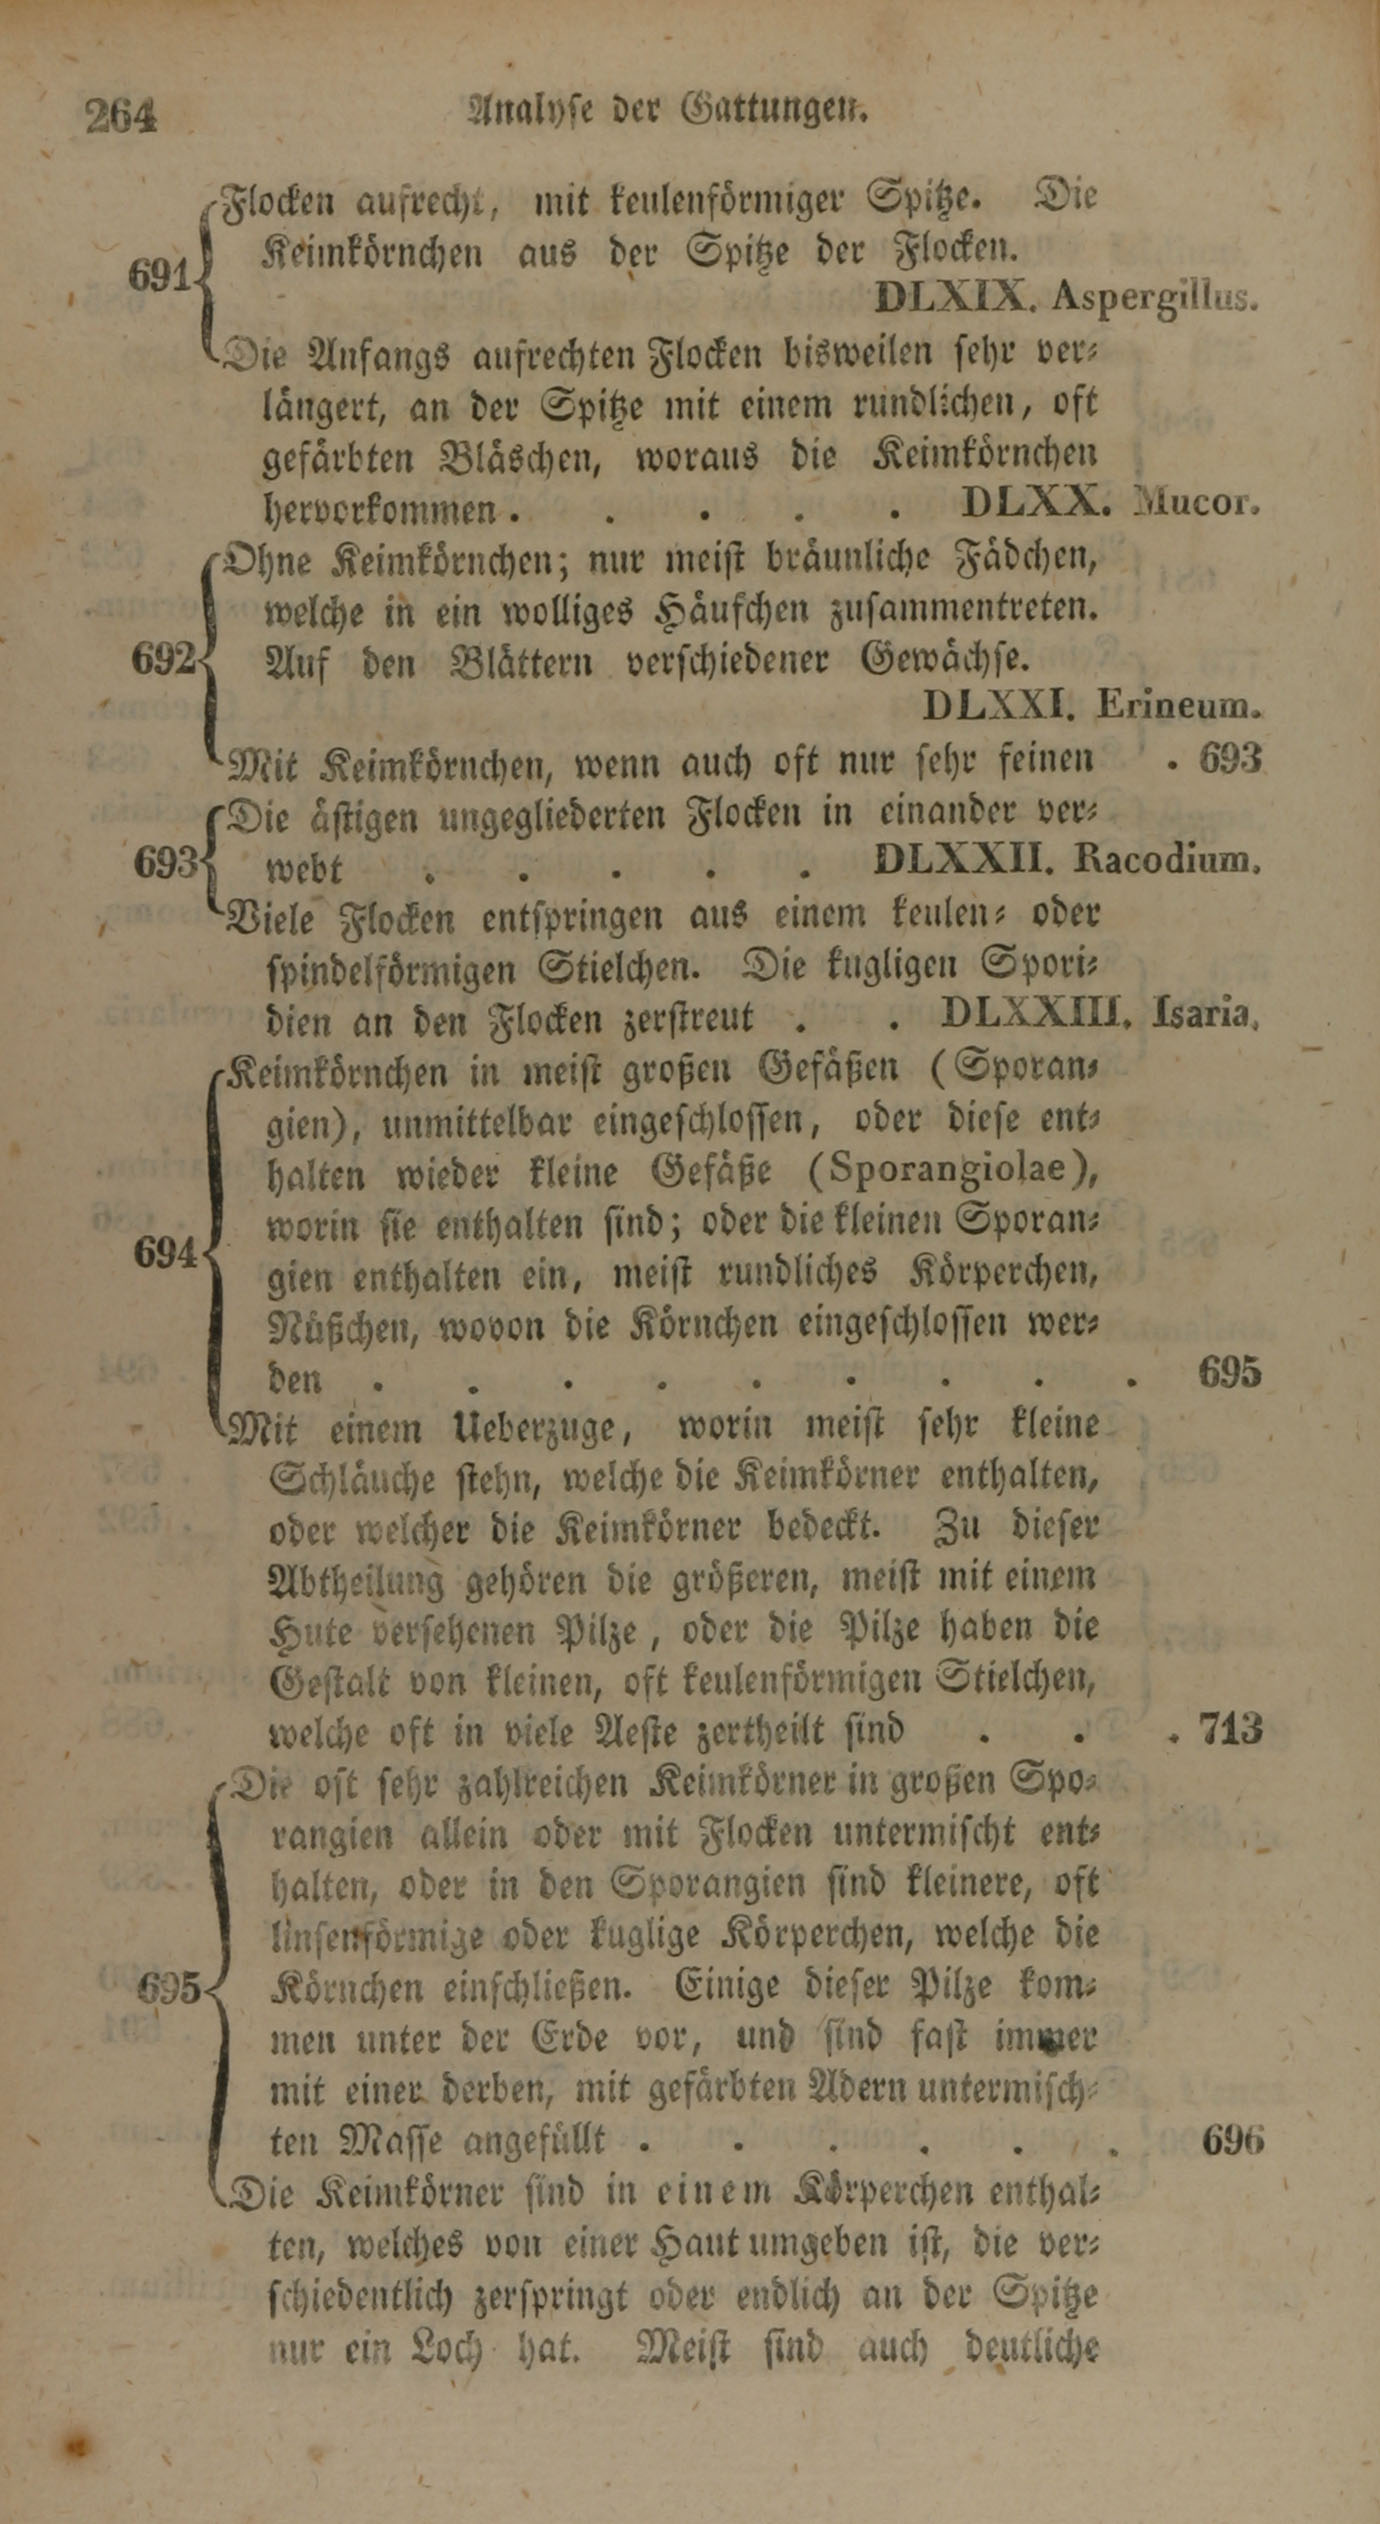 264 Analyse der Gattungen.
Flocken aufrecht, mit keulenförmiger Spitze. Die
Keimkörnchen aus der Spitze der Flocken.
691
DLXIX. Aspergillus.
Die Anfangs aufrechten Flocken bisweilen sehr ver-
längert, an der Spitze mit einem rundlichen, oft
gefärbten Bläschen, woraus die Keimkörnchen
hervorkommen . . . . . DLXX. Mucor.
Ohne Keimkörnchen; nur meist bräunliche Fädchen,
welche in ein wolliges Häufchen zusammentreten.
692 Auf den Blättern verschiedener Gewächse.
DLXXI. Erineum.
Mit Keimkörnchen, wenn auch oft nur sehr feinen . 693
Die ästigen ungegliederten Flocken in einander ver-
693 webt . . . . . DLXXII. Racodium.
Viele Flocken entspringen aus einem keulen- oder
spindelförmigen Stielchen. Die kugligen Spori-
dien an den Flocken zerstreut . . DLXXIII. Isaria.
Keimkörnchen in meist großen Gefäßen (Sporan-
gien), unmittelbar eingeschlossen, oder diese ent-
halten wieder kleine Gefäße (Sporangiolae),
worin sie enthalten sind; oder die kleinen Sporan-
694
gien enthalten ein, meist rundliches Körperchen,
Nüßchen, wovon die Körnchen eingeschlossen wer-
den . . . . . . . . . 695
Mit einem Ueberzuge, worin meist sehr kleine
Schläuche stehn, welche die Keimkörner enthalten,
oder welcher die Keimkörner bedeckt. Zu dieser
Abtheilung gehören die größeren, meist mit einem
Hute versehenen Pilze, oder die Pilze haben die
Gestalt von kleinen, oft keulenförmigen Stielchen,
welche oft in viele Aeste zertheilt sind . . . 713
Die oft sehr zahlreichen Keimkörner in großen Spo-
rangien allein oder mit Flocken untermischt ent-
halten, oder in den Sporangien sind kleinere, oft
linsenförmige oder kuglige Körperchen, welche die
695 Körnchen einschließen. Einige dieser Pilze kom-
men unter der Erde vor, und sind fast immer
mit einer derben, mit gefärbten Adern untermisch-
ten Masse angefüllt . . . . . . 696
Die Keimkörner sind in einem Körperchen enthal-
ten, welches von einer Haut umgeben ist, die ver-
schiedentlich zerspringt oder endlich an der Spitze
nur ein Loch hat. Meist sind auch deutliche